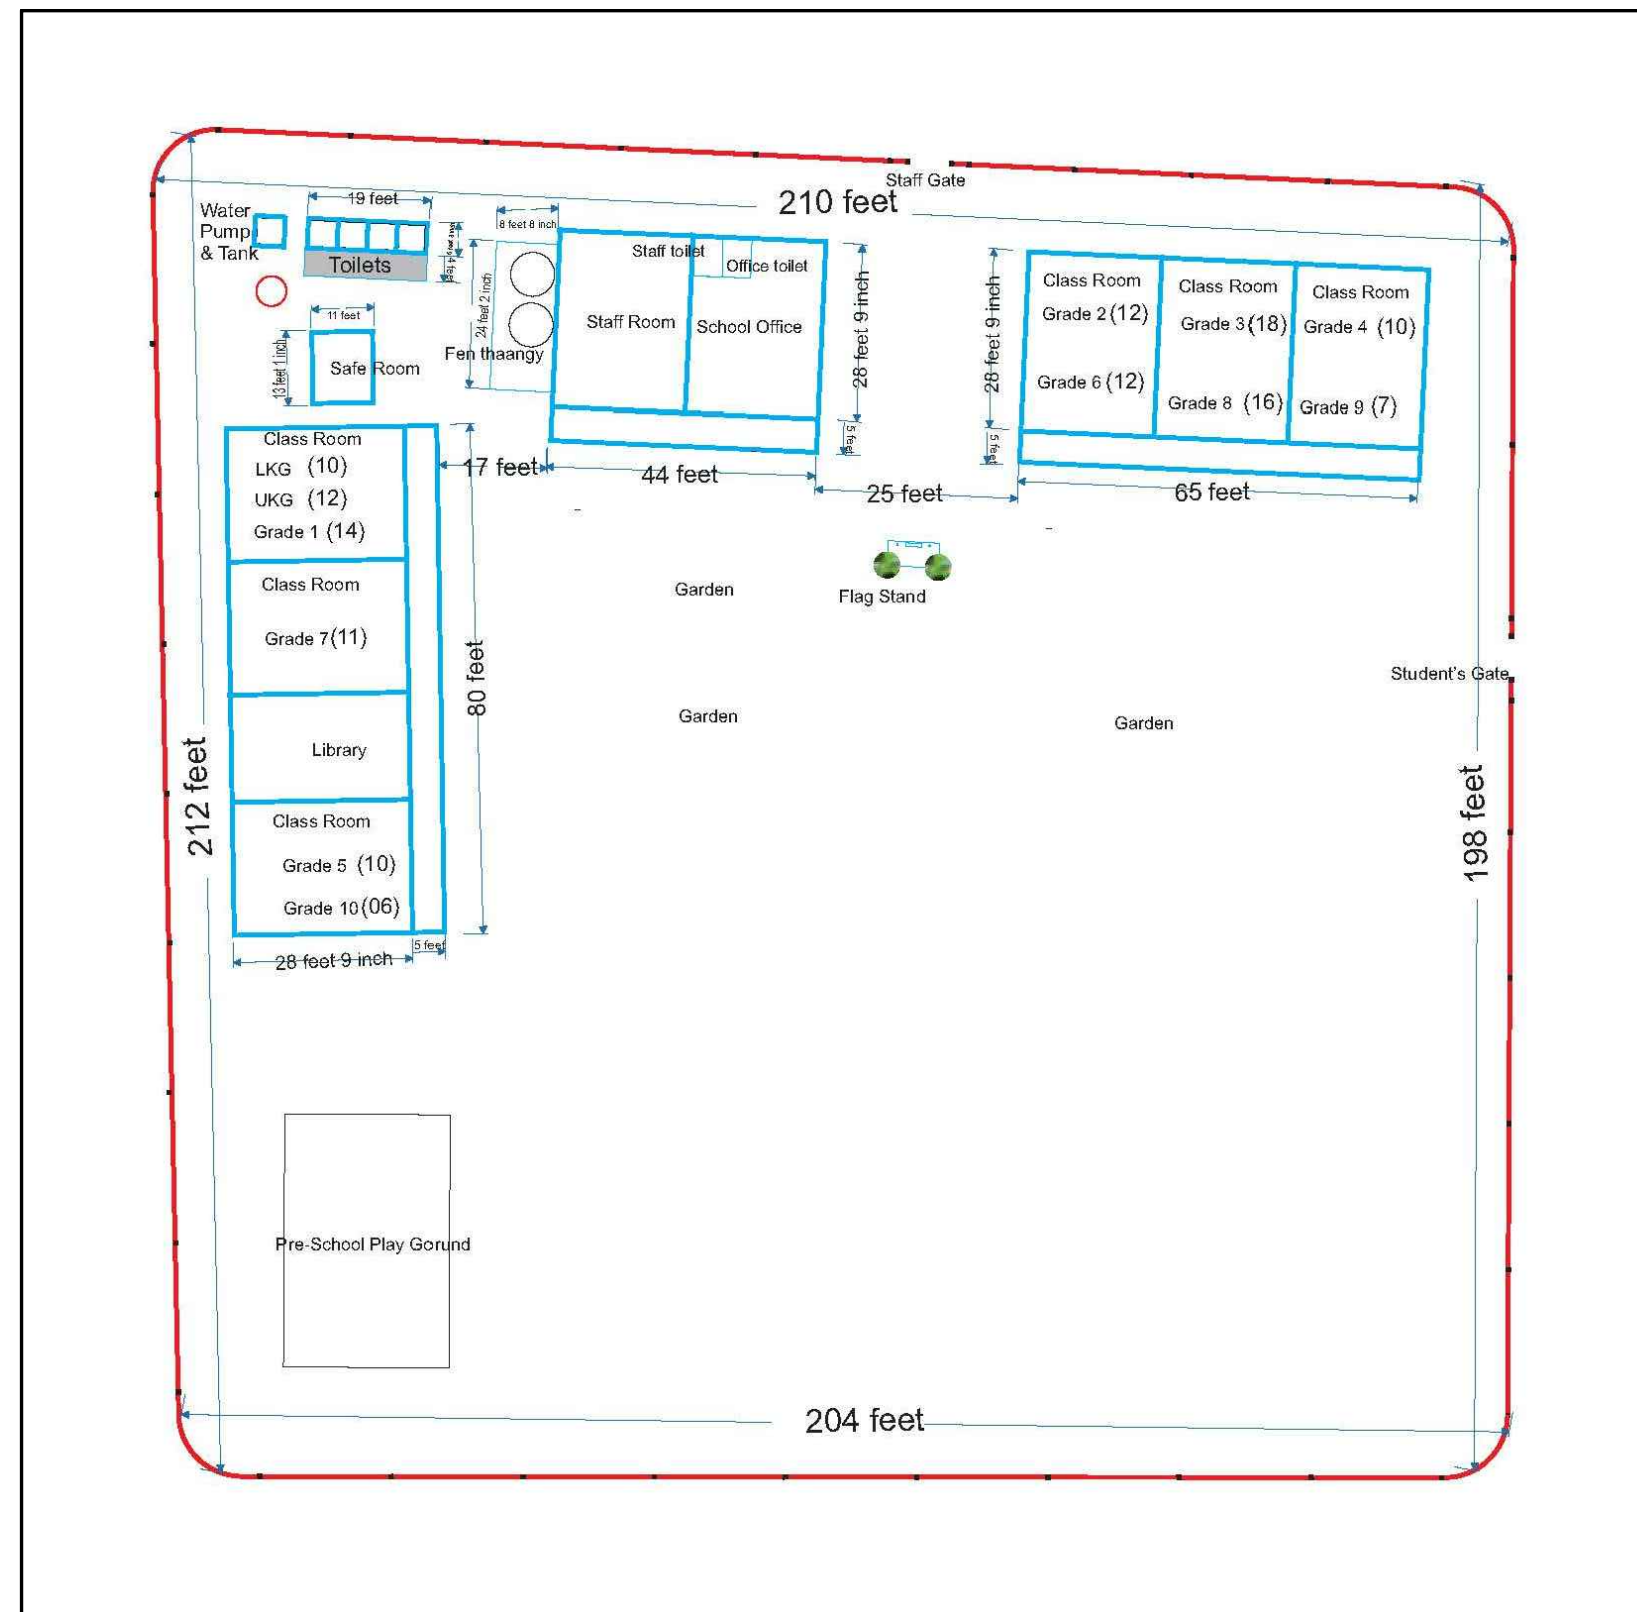 Staff Gate
210 feet
19 feet
Water
Pump
& Tank
Toilets
4 feet
8 feet 8 inch
24 feet 2 inch
Fen thaangy
Staff toilet
Office toilet
Staff Room
School Office
28 feet 9 inch
5 feet
28 feet 9 inch
5 feet
Class Room
Grade 2 (12)
Grade 6 (12)
Class Room
Grade 3(18)
Grade 8 (16)
Class Room
Grade 4 (10)
Grade 9 (7)
11 feet
13 feet 1 inch
Safe Room
17 feet
44 feet
25 feet
65 feet
Class Room
LKG (10)
UKG (12)
Grade 1 (14)
Class Room
Grade 7(11)
Library
Class Room
Grade 5 (10)
Grade 10(06)
80 feet
28 feet 9 inch
5 feet
Garden
Flag Stand
Garden
Garden
Student's Gate
212 feet
198 feet
Pre-School Play Gorund
204 feet